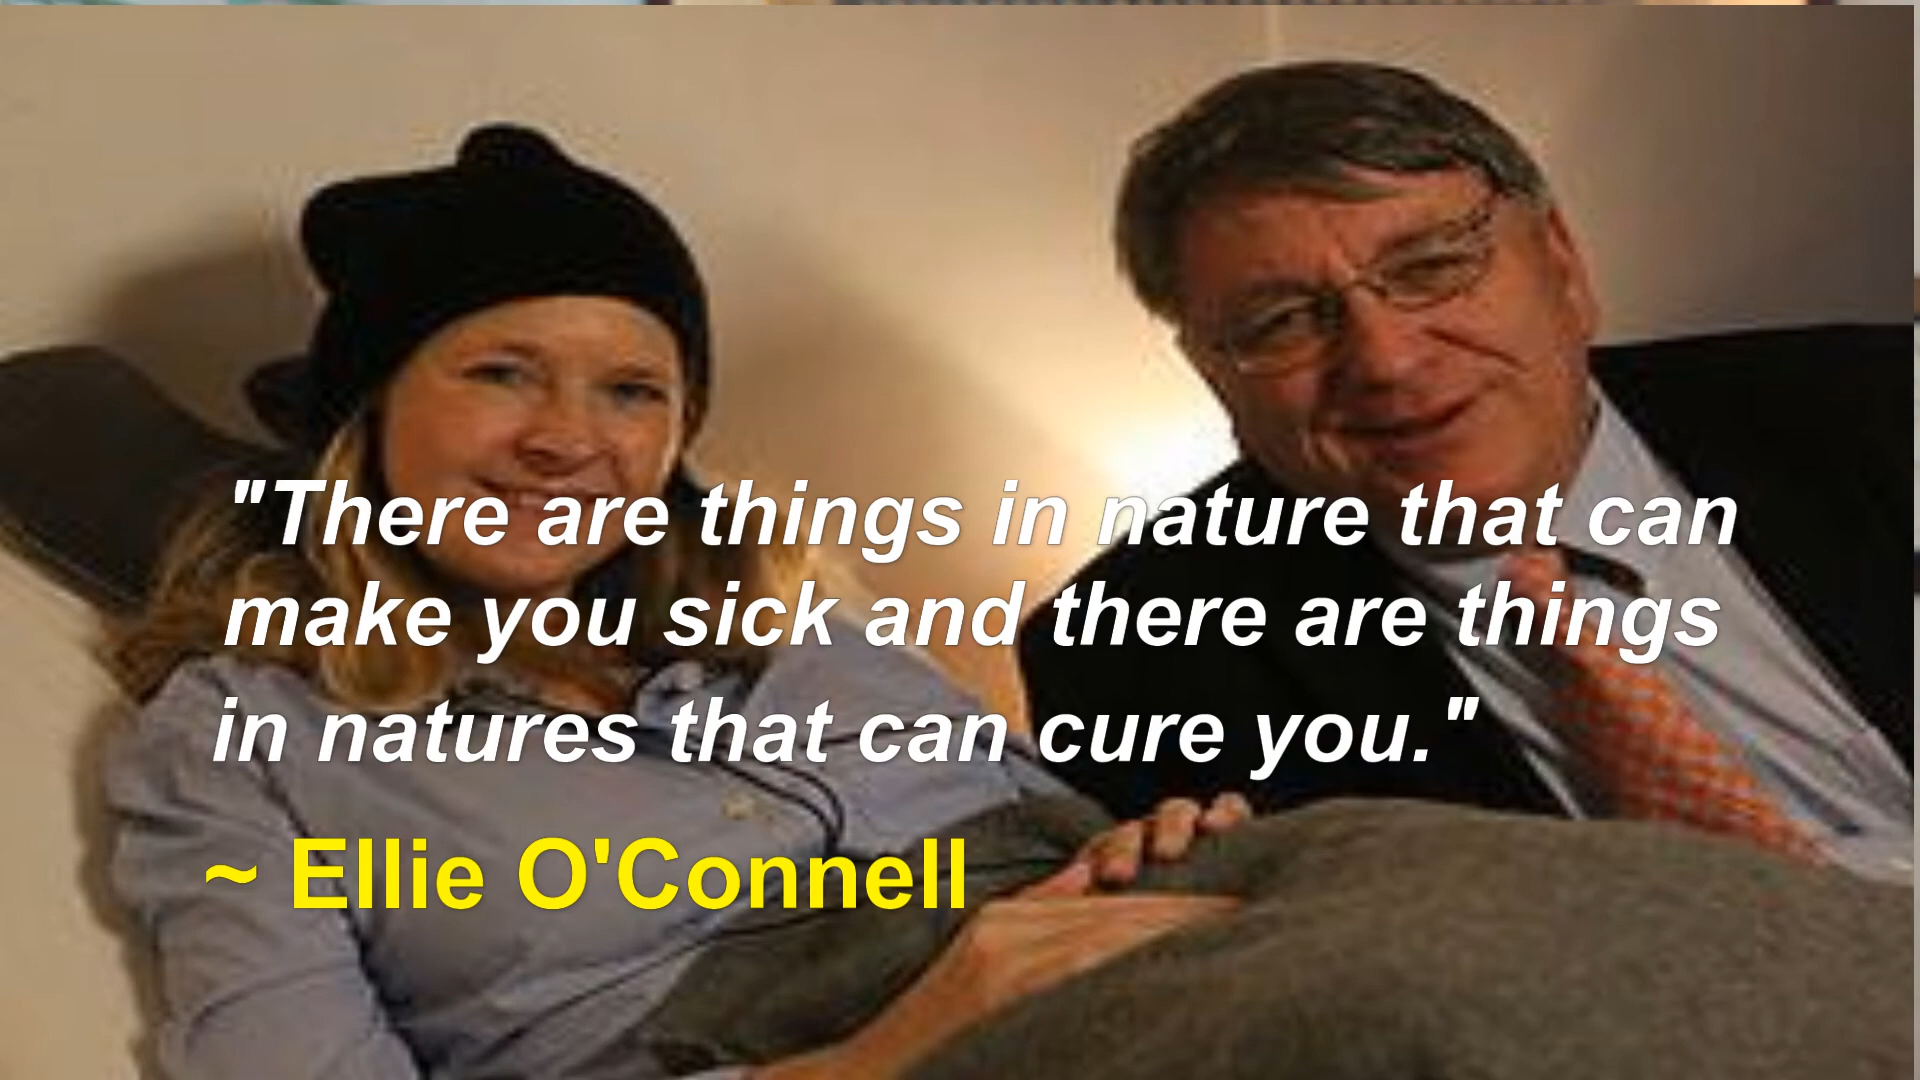 "There are things in nature that can
make you sick and there are things
in natures that can cure you."
~ Ellie O'Connell